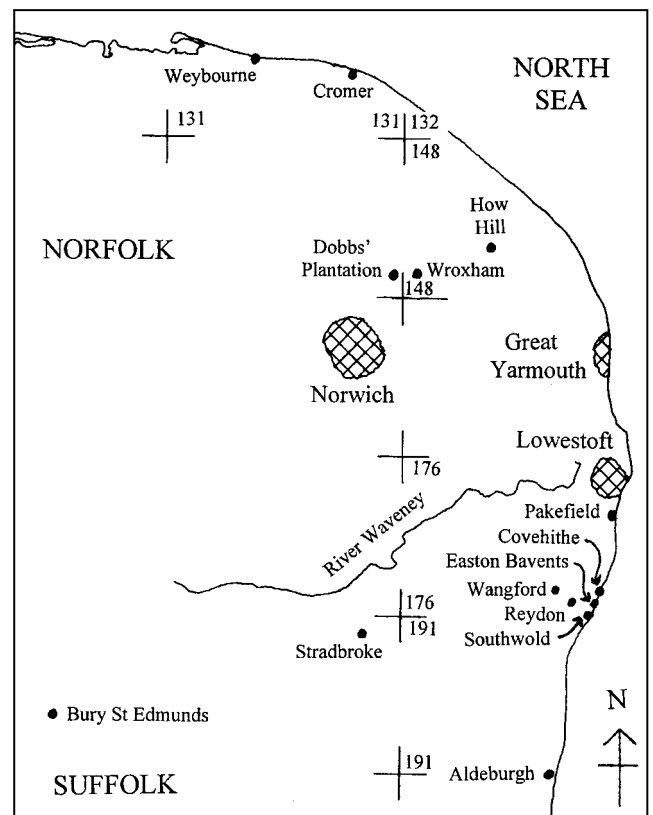 NORTH
SEA
Weybourne
Cromer
131
131 132
148
How
Hill
NORFOLK
Dobbs'
Plantation
Wroxham
148
Great
Yarmouth
Norwich
Lowestoft
176
River Waveney
Pakefield
Covehithe
Easton Bavents
Wangford
Reydon
Southwold
176
191
Stradbroke
N
Bury St Edmunds
191
Aldeburgh
SUFFOLK